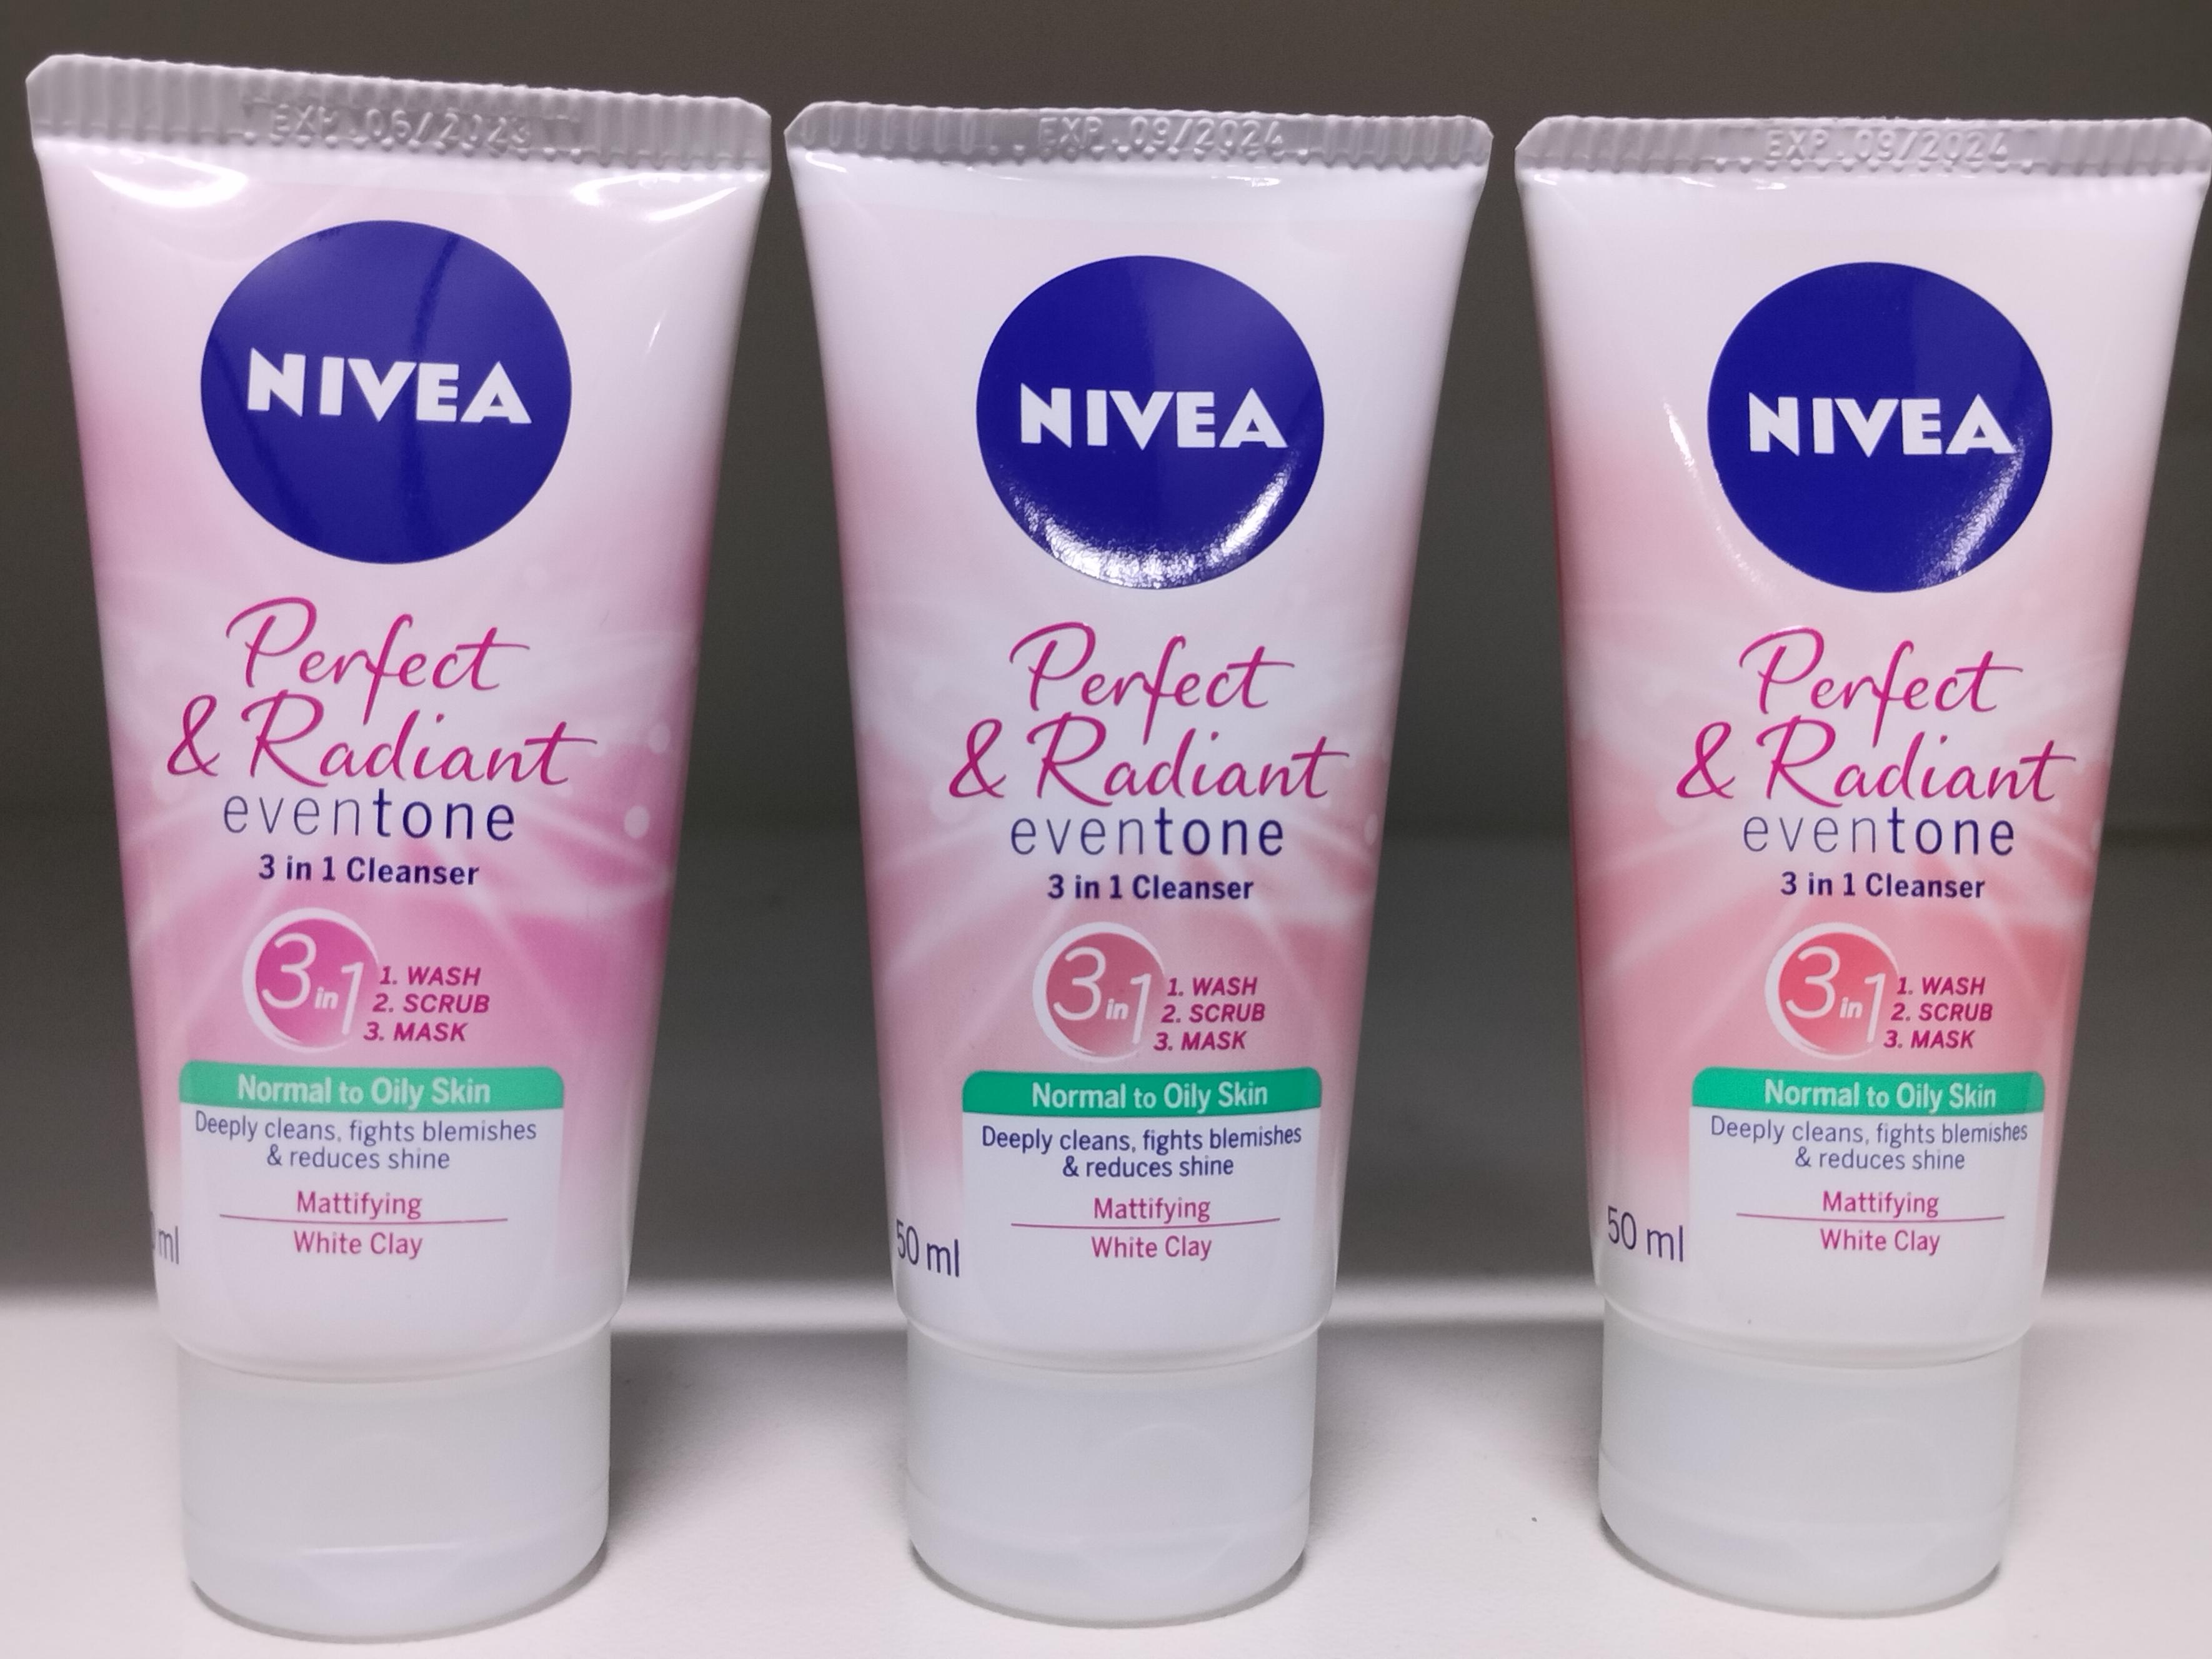 EXP.06/2023
NIVEA
Perfect
& Radiant
eventone
3 in 1 Cleanser
3 in 1
1. WASH
2. SCRUB
3. MASK
Normal to Oily Skin
Deeply cleans, fights blemishes
& reduces shine
Mattifying
White Clay
ml
EXP.09/2024
NIVEA
Perfect
& Radiant
eventone
3 in 1 Cleanser
3 in 1
1. WASH
2. SCRUB
3. MASK
Normal to Oily Skin
Deeply cleans, fights blemishes
& reduces shine
Mattifying
White Clay
50 ml
EXP.09/2024
NIVEA
Perfect
& Radiant
eventone
3 in 1 Cleanser
3 in 1
1. WASH
2. SCRUB
3. MASK
Normal to Oily Skin
Deeply cleans, fights blemishes
& reduces shine
Mattifying
White Clay
50 ml